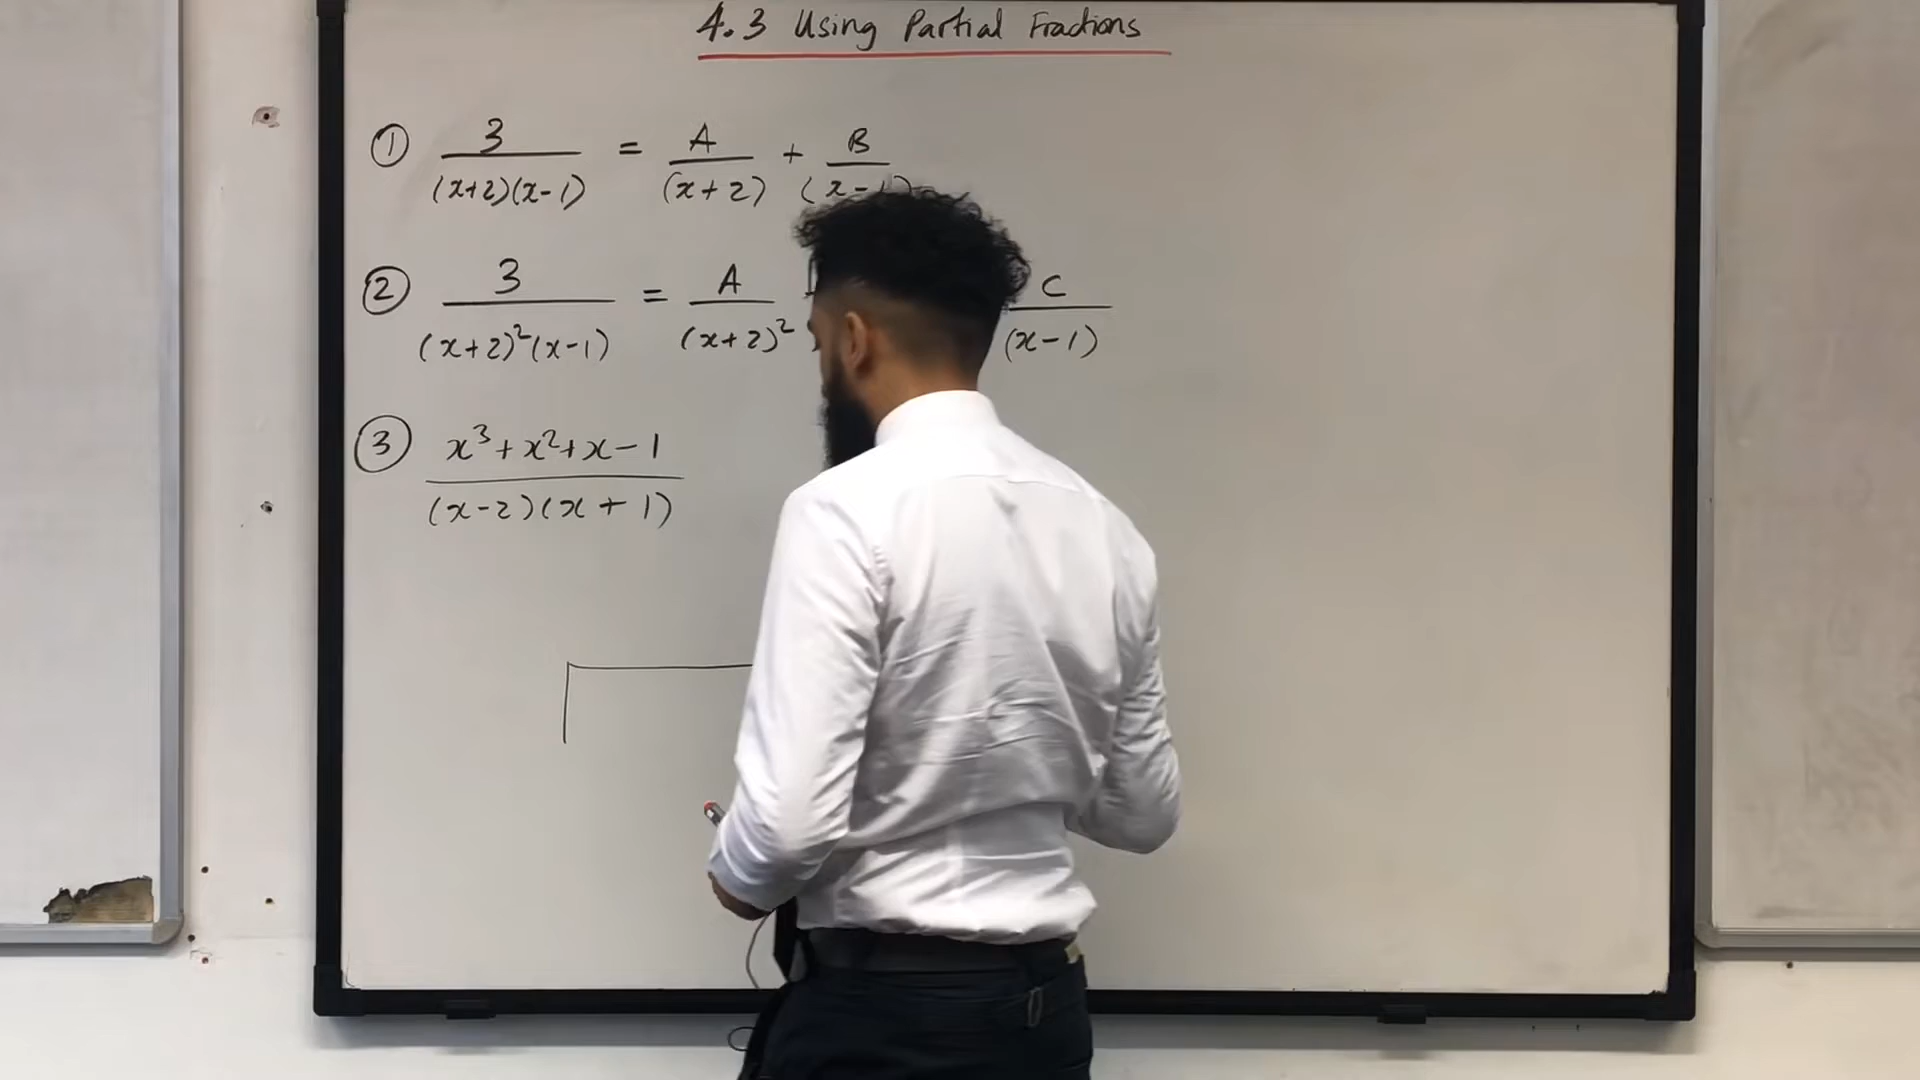 4.3 Using Partial Fractions
① 3/((x+2)(x-1)) = A/(x+2) + B/(x-1)
② 3/((x+2)²(x-1)) = A/(x+2)² C/(x-1)
③ (x³+x²+x-1)/((x-2)(x+1))